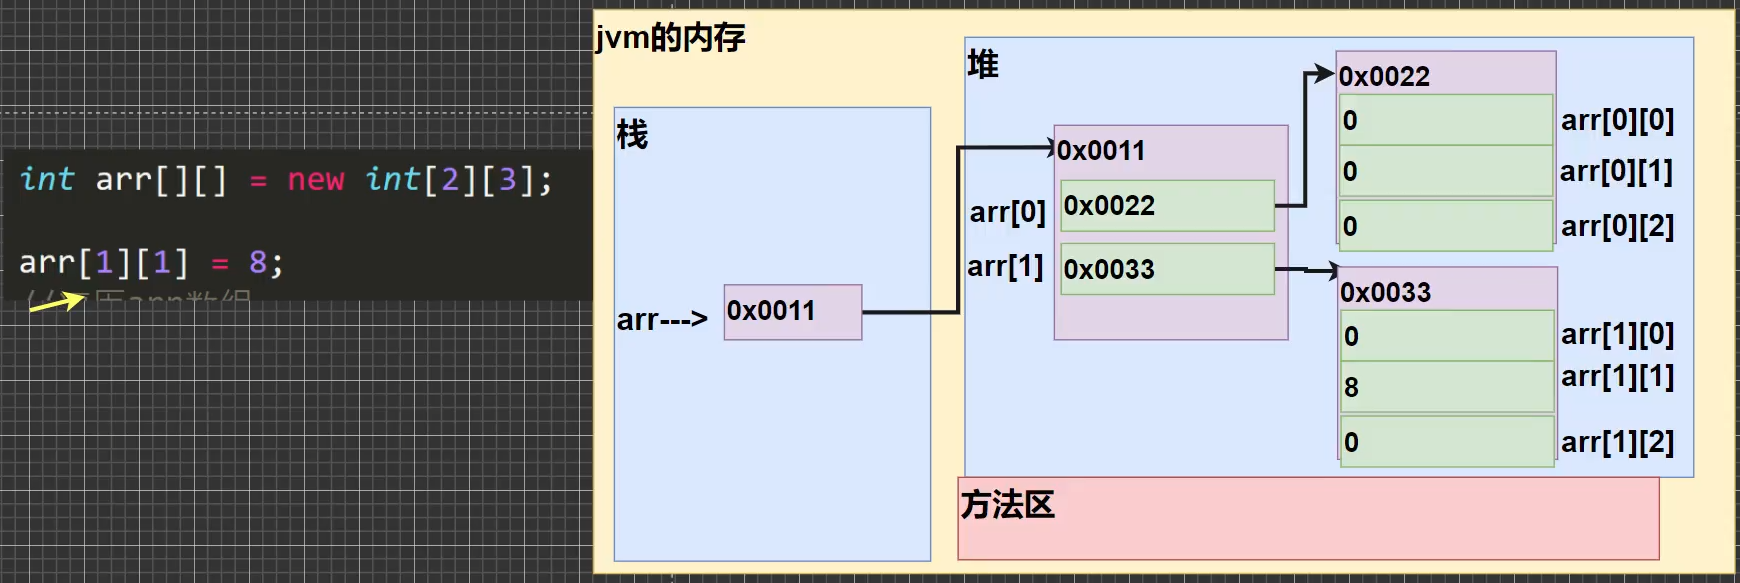 int arr[][] = new int[2][3];
arr[1][1] = 8;
jvm的内存
栈
arr--->
0x0011
堆
0x0011
arr[0]
0x0022
arr[1]
0x0033
0x0022
0
arr[0][0]
0
arr[0][1]
0
arr[0][2]
0x0033
0
arr[1][0]
8
arr[1][1]
0
arr[1][2]
方法区